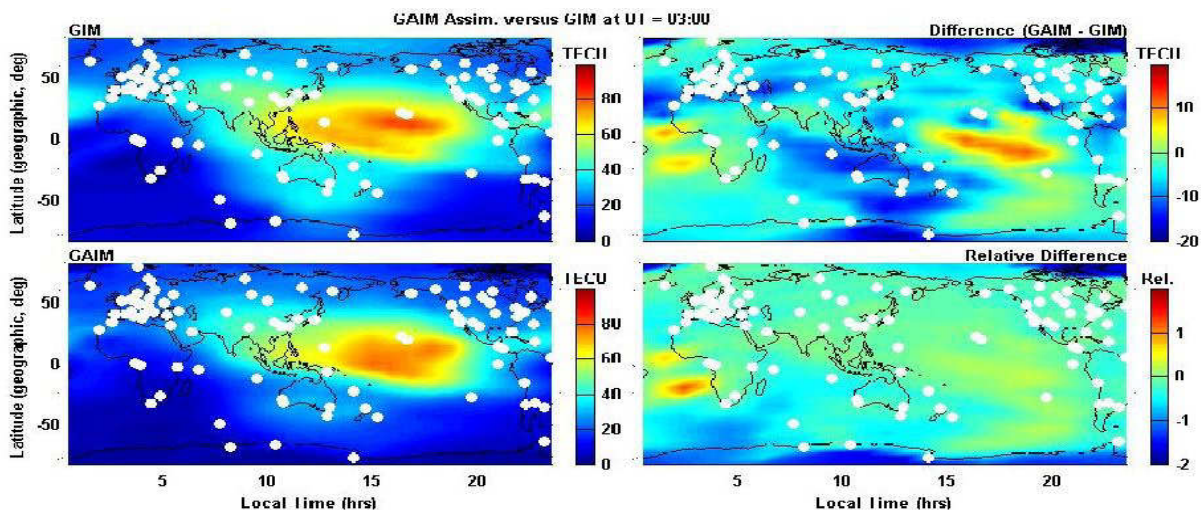 GAIM Assim. versus GIM at UT = 03:00
GIM
Difference (GAIM - GIM)
TECU
TECU
Latitude (geographic, deg)
50
0
-50
80
60
40
20
0
10
0
-10
-20
GAIM
Relative Difference
TECU
Rel.
Latitude (geographic, deg)
50
0
-50
80
60
40
20
0
1
0
-1
-2
5
10
15
20
5
10
15
20
Local Time (hrs)
Local Time (hrs)